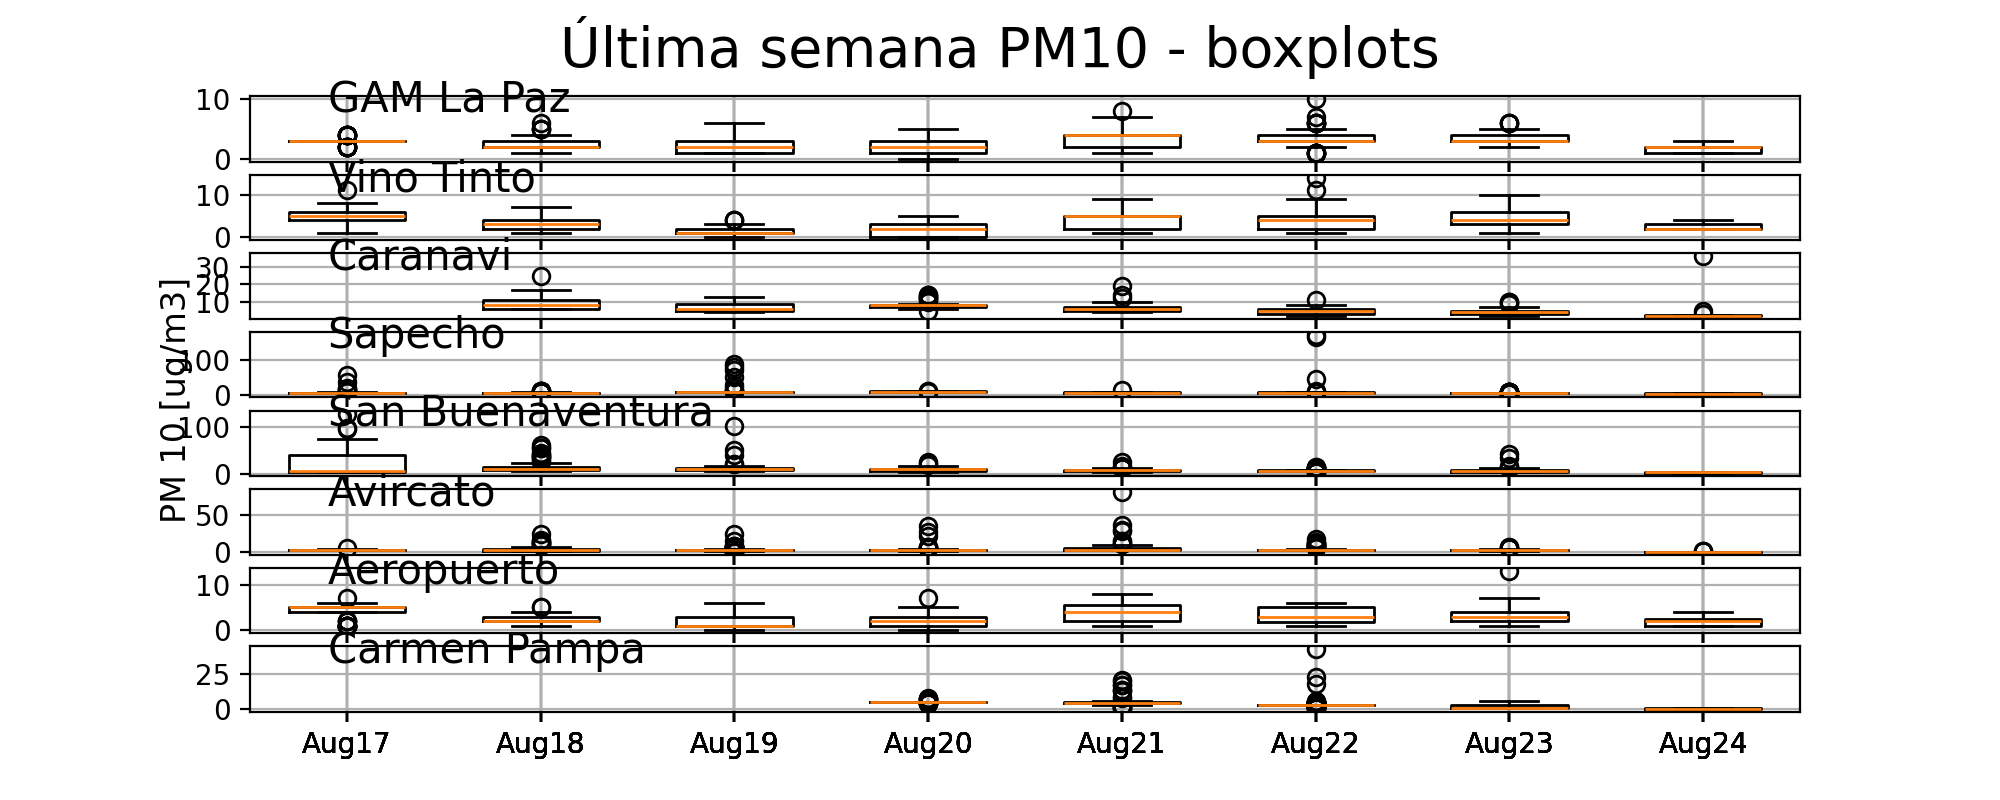 Última semana PM10 - boxplots
PM 10 [ug/m3]
GAM La Paz
10
0
Vino Tinto
10
0
Caranavi
30
20
10
Sapecho
100
0
San Buenaventura
100
0
Avircato
50
0
Aeropuerto
10
0
Carmen Pampa
25
0
Aug17 Aug18 Aug19 Aug20 Aug21 Aug22 Aug23 Aug24